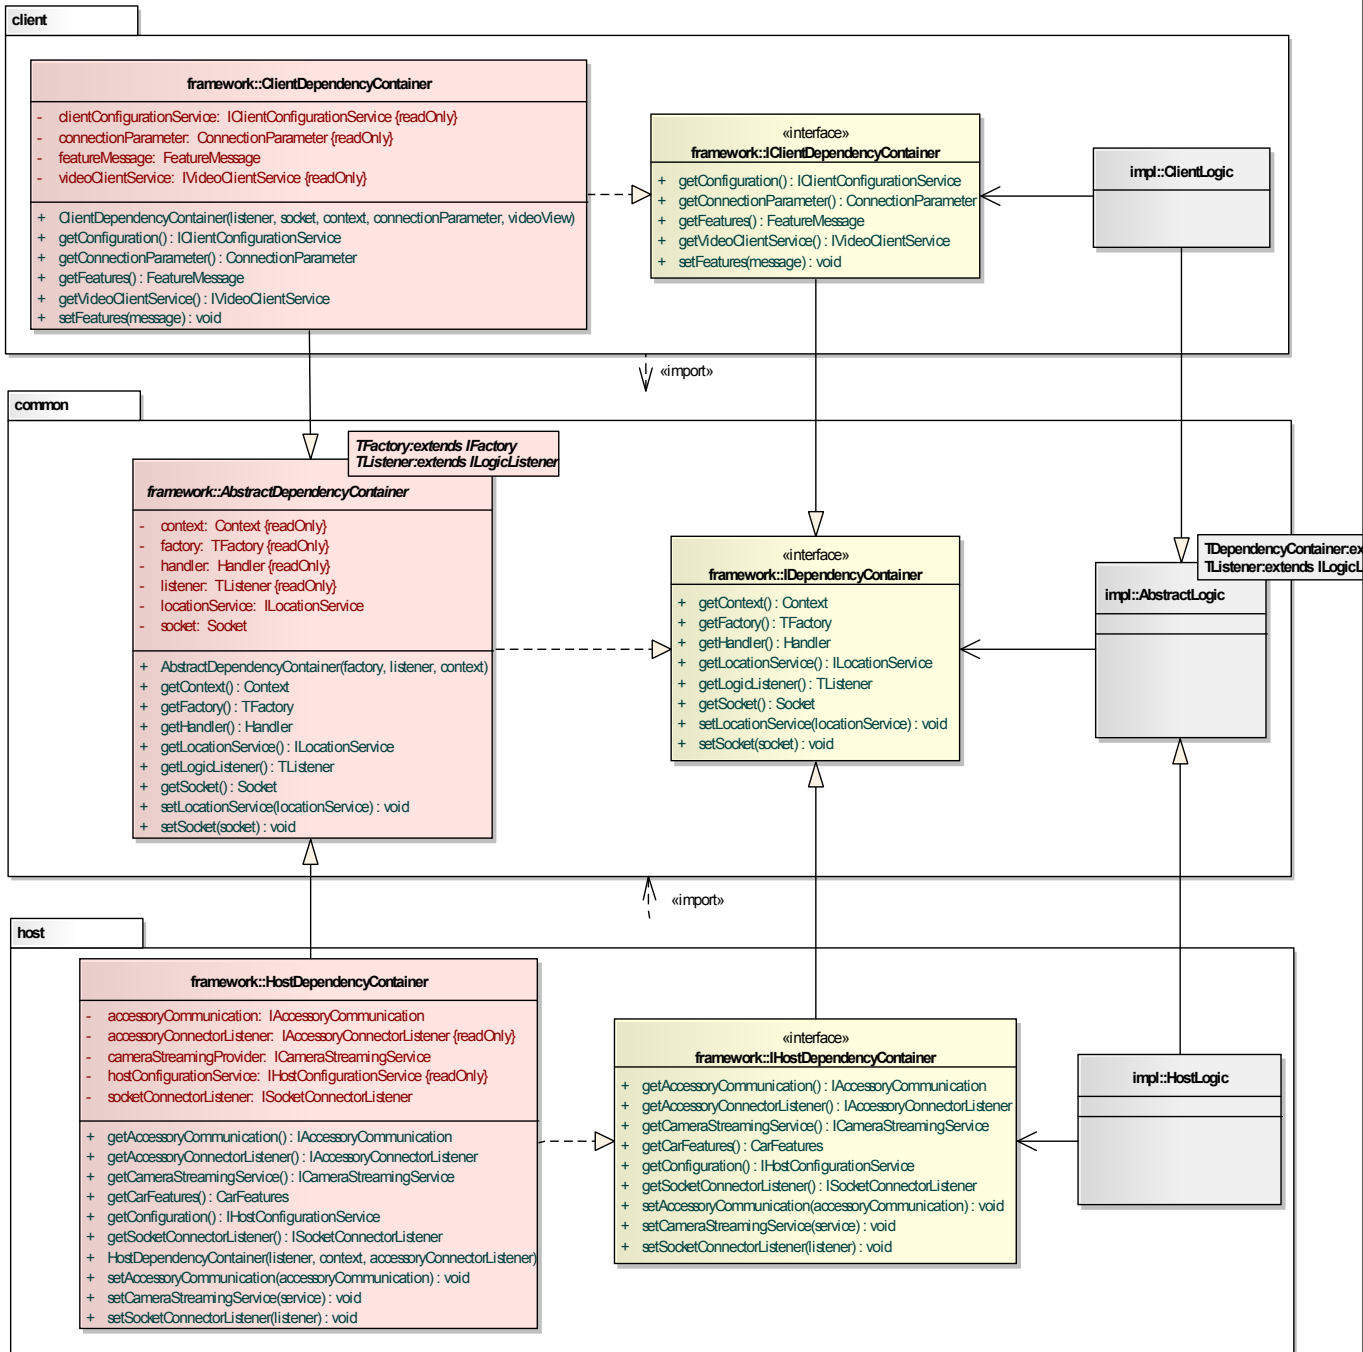 client
framework::ClientDependencyContainer
- clientConfigurationService: IClientConfigurationService {readOnly}
- connectionParameter: ConnectionParameter {readOnly}
- featureMessage: FeatureMessage
- videoClientService: IVideoClientService {readOnly}
+ ClientDependencyContainer(listener, socket, context, connectionParameter, videoView)
+ getConfiguration() : IClientConfigurationService
+ getConnectionParameter() : ConnectionParameter
+ getFeatures() : FeatureMessage
+ getVideoClientService() : IVideoClientService
+ setFeatures(message) : void
«interface»
framework::IClientDependencyContainer
+ getConfiguration() : IClientConfigurationService
+ getConnectionParameter() : ConnectionParameter
+ getFeatures() : FeatureMessage
+ getVideoClientService() : IVideoClientService
+ setFeatures(message) : void
impl::ClientLogic
«import»
common
TFactory:extends IFactory
TListener:extends ILogicListener
framework::AbstractDependencyContainer
- context: Context {readOnly}
- factory: TFactory {readOnly}
- handler: Handler {readOnly}
- listener: TListener {readOnly}
- locationService: ILocationService
- socket: Socket
+ AbstractDependencyContainer(factory, listener, context)
+ getContext() : Context
+ getFactory() : TFactory
+ getHandler() : Handler
+ getLocationService() : ILocationService
+ getLogicListener() : TListener
+ getSocket() : Socket
+ setLocationService(locationService) : void
+ setSocket(socket) : void
«interface»
framework::IDependencyContainer
+ getContext() : Context
+ getFactory() : TFactory
+ getHandler() : Handler
+ getLocationService() : ILocationService
+ getLogicListener() : TListener
+ getSocket() : Socket
+ setLocationService(locationService) : void
+ setSocket(socket) : void
TDependencyContainer:ex
TListener:extends ILogicL
impl::AbstractLogic
«import»
host
framework::HostDependencyContainer
- accessoryCommunication: IAccessoryCommunication
- accessoryConnectorListener: IAccessoryConnectorListener {readOnly}
- cameraStreamingProvider: ICameraStreamingService
- hostConfigurationService: IHostConfigurationService {readOnly}
- socketConnectorListener: ISocketConnectorListener
+ getAccessoryCommunication() : IAccessoryCommunication
+ getAccessoryConnectorListener() : IAccessoryConnectorListener
+ getCameraStreamingService() : ICameraStreamingService
+ getCarFeatures() : CarFeatures
+ getConfiguration() : IHostConfigurationService
+ getSocketConnectorListener() : ISocketConnectorListener
+ HostDependencyContainer(listener, context, accessoryConnectorListener)
+ setAccessoryCommunication(accessoryCommunication) : void
+ setCameraStreamingService(service) : void
+ setSocketConnectorListener(listener) : void
«interface»
framework::IHostDependencyContainer
+ getAccessoryCommunication() : IAccessoryCommunication
+ getAccessoryConnectorListener() : IAccessoryConnectorListener
+ getCameraStreamingService() : ICameraStreamingService
+ getCarFeatures() : CarFeatures
+ getConfiguration() : IHostConfigurationService
+ getSocketConnectorListener() : ISocketConnectorListener
+ setAccessoryCommunication(accessoryCommunication) : void
+ setCameraStreamingService(service) : void
+ setSocketConnectorListener(listener) : void
impl::HostLogic